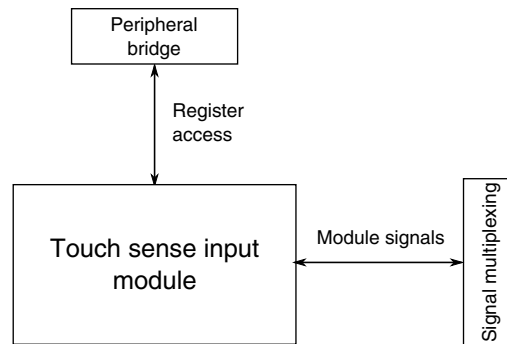 Peripheral
bridge
Register
access
Touch sense input
module
Module signals
Signal multiplexing